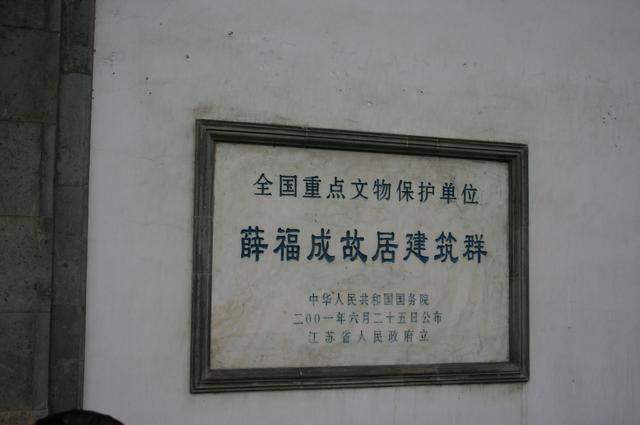 全国重点文物保护单位
薛福成故居建筑群
中华人民共和国国务院
二00一年六月二十五日公布
江苏省人民政府立